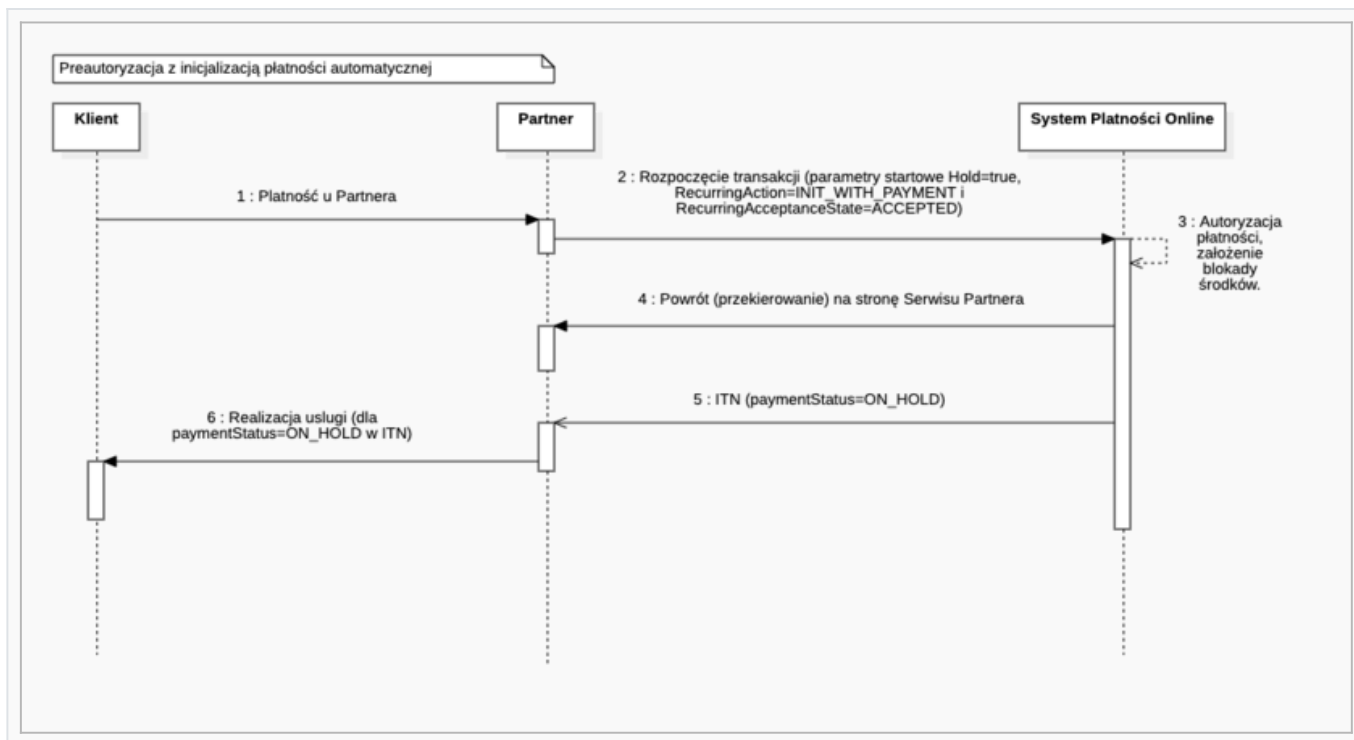 Preautoryzacja z inicjalizacją płatności automatycznej
Klient
Partner
System Platności Online
1 : Platność u Partnera
2 : Rozpoczęcie transakcji (parametry startowe Hold=true,
RecurringAction=INIT_WITH_PAYMENT i
RecurringAcceptanceState=ACCEPTED)
3 : Autoryzacja
płatności,
założenie
blokady
środków.
4 : Powrót (przekierowanie) na stronę Serwisu Partnera
5 : ITN (paymentStatus=ON_HOLD)
6 : Realizacja uslugi (dla
paymentStatus=ON_HOLD w ITN)